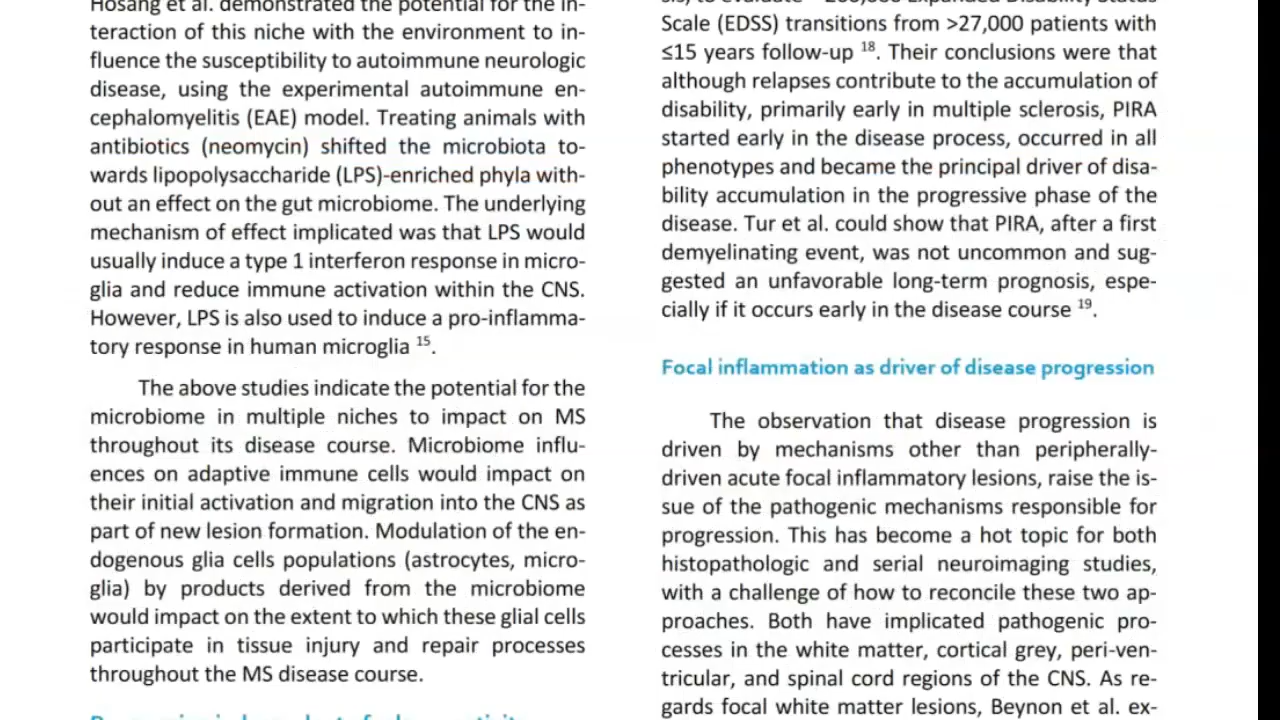 Hosang et al. demonstrated the potential for the in-
teraction of this niche with the environment to in-
fluence the susceptibility to autoimmune neurologic
disease, using the experimental autoimmune en-
cephalomyelitis (EAE) model. Treating animals with
antibiotics (neomycin) shifted the microbiota to-
wards lipopolysaccharide (LPS)-enriched phyla with-
out an effect on the gut microbiome. The underlying
mechanism of effect implicated was that LPS would
usually induce a type 1 interferon response in micro-
glia and reduce immune activation within the CNS.
However, LPS is also used to induce a pro-inflamma-
tory response in human microglia 15.
The above studies indicate the potential for the
microbiome in multiple niches to impact on MS
throughout its disease course. Microbiome influ-
ences on adaptive immune cells would impact on
their initial activation and migration into the CNS as
part of new lesion formation. Modulation of the en-
dogenous glia cells populations (astrocytes, micro-
glia) by products derived from the microbiome
would impact on the extent to which these glial cells
participate in tissue injury and repair processes
throughout the MS disease course.
Scale (EDSS) transitions from >27,000 patients with
≤15 years follow-up 18. Their conclusions were that
although relapses contribute to the accumulation of
disability, primarily early in multiple sclerosis, PIRA
started early in the disease process, occurred in all
phenotypes and became the principal driver of disa-
bility accumulation in the progressive phase of the
disease. Tur et al. could show that PIRA, after a first
demyelinating event, was not uncommon and sug-
gested an unfavorable long-term prognosis, espe-
cially if it occurs early in the disease course 19.
Focal inflammation as driver of disease progression
The observation that disease progression is
driven by mechanisms other than peripherally-
driven acute focal inflammatory lesions, raise the is-
sue of the pathogenic mechanisms responsible for
progression. This has become a hot topic for both
histopathologic and serial neuroimaging studies,
with a challenge of how to reconcile these two ap-
proaches. Both have implicated pathogenic pro-
cesses in the white matter, cortical grey, peri-ven-
tricular, and spinal cord regions of the CNS. As re-
gards focal white matter lesions, Beynon et al. ex-